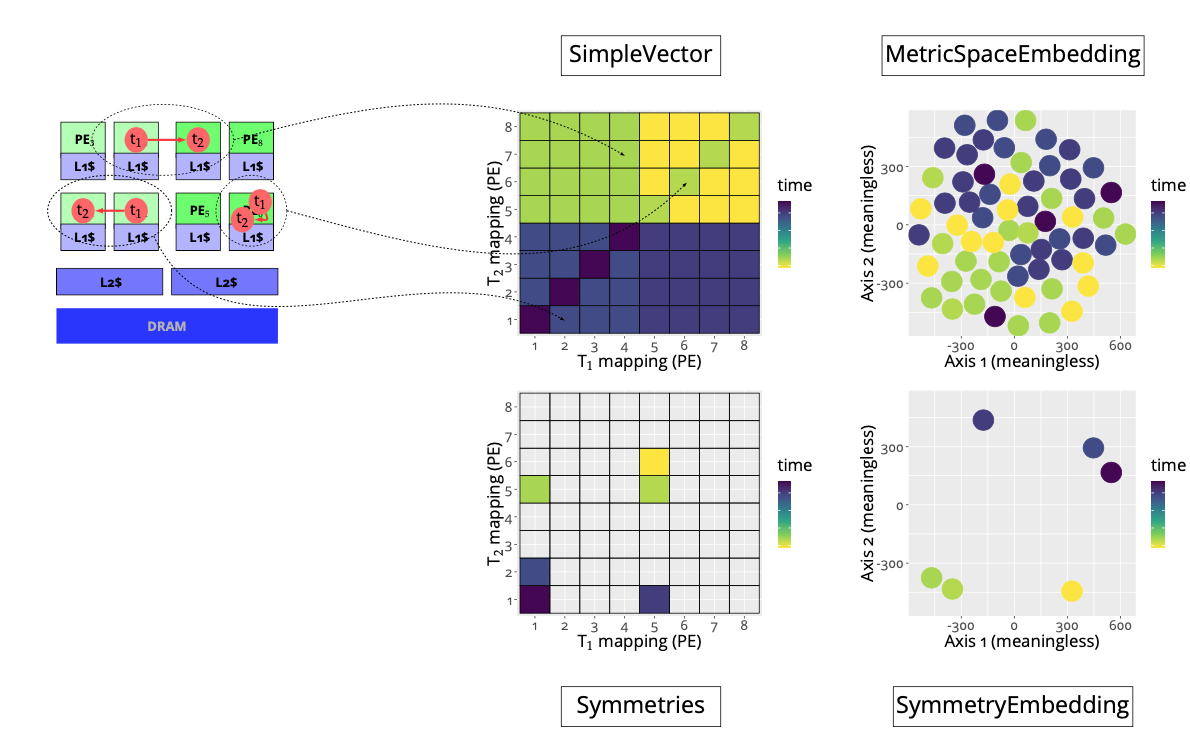 SimpleVector
MetricSpaceEmbedding
PE₃ t₁ t₂ PE₈
L1$ L1$ L1$ L1$
t₂ t₁ PE₅ t₁ t₂
L1$ L1$ L1$ L1$
L2$ L2$
DRAM
T₂ mapping (PE)
8
7
6
5
4
3
2
1
1 2 3 4 5 6 7 8
T₁ mapping (PE)
time
Axis 2 (meaningless)
300
0
-300
-300 0 300 600
Axis 1 (meaningless)
time
T₂ mapping (PE)
8
7
6
5
4
3
2
1
1 2 3 4 5 6 7 8
T₁ mapping (PE)
time
Axis 2 (meaningless)
300
0
-300
-300 0 300 600
Axis 1 (meaningless)
time
Symmetries
SymmetryEmbedding